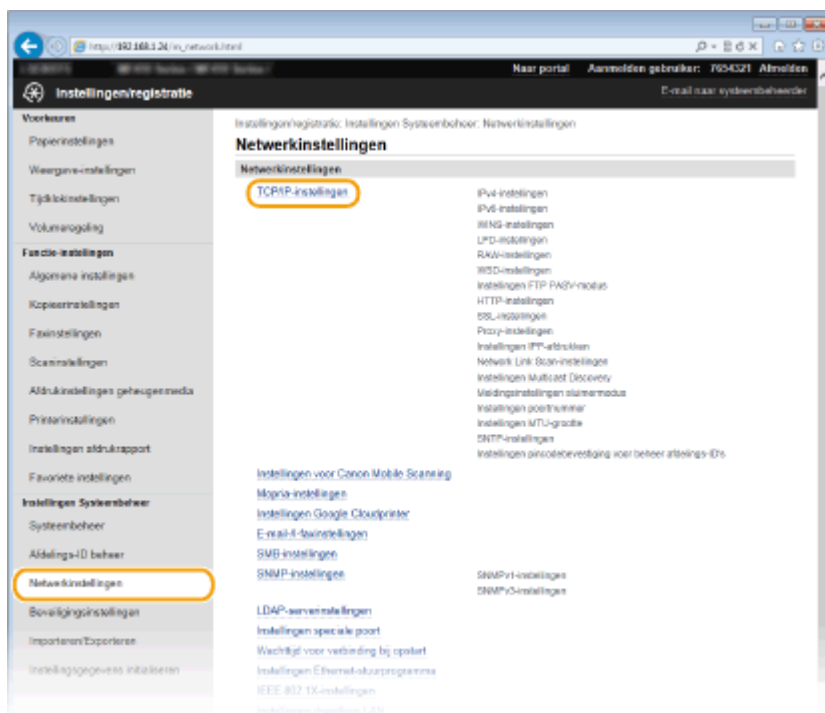 http://192.168.1.24/m_network.html
Naar portal Aanmelden gebruiker: 7654321 Afmelden
Instellingen/registratie
E-mail naar systeembeheerder
Voorkeuren
Papierinstellingen
Weergave-instellingen
Tijdklokinstellingen
Volumeregeling
Functie-instellingen
Algemene instellingen
Kopieerinstellingen
Faxinstellingen
Scaninstellingen
Afdrukinstellingen geheugenmedia
Printerinstellingen
Instellingen afdrukrapport
Favoriete instellingen
Instellingen Systeembeheer
Systeembeheer
Afdelings-ID beheer
Netwerkinstellingen
Beveiligingsinstellingen
Importeren/Exporteren
Instellingsgegevens initialiseren
Instellingen/registratie: Instellingen Systeembeheer: Netwerkinstellingen
Netwerkinstellingen
Netwerkinstellingen
TCP/IP-instellingen
IPv4-instellingen
IPv6-instellingen
WINS-instellingen
LPD-instellingen
RAW-instellingen
WSD-instellingen
Instellingen FTP PASV-modus
HTTP-instellingen
SSL-instellingen
Proxy-instellingen
Instellingen IPP-afdrukken
Network Link Scan-instellingen
Instellingen Multicast Discovery
Meldingsinstellingen sluimermodus
Instellingen poortnummer
Instellingen MTU-grootte
SNTP-instellingen
Instellingen pincodebevestiging voor beheer afdelings-ID's
Instellingen voor Canon Mobile Scanning
Mopria-instellingen
Instellingen Google Cloudprinter
E-mail-/I-faxinstellingen
SMB-instellingen
SNMP-instellingen
SNMPv1-instellingen
SNMPv3-instellingen
LDAP-serverinstellingen
Instellingen speciale poort
Wachttijd voor verbinding bij opstart
Instellingen Ethernet-stuurprogramma
IEEE 802.1X-instellingen